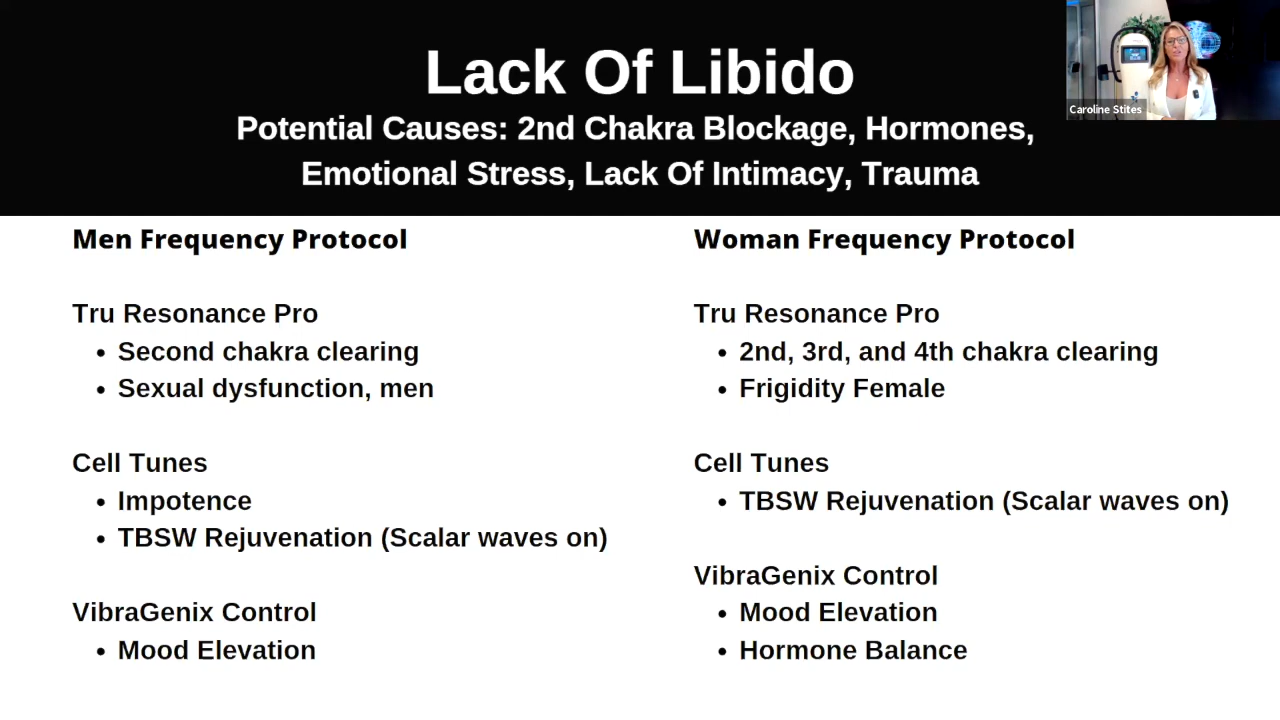 Lack Of Libido
Potential Causes: 2nd Chakra Blockage, Hormones,
Emotional Stress, Lack Of Intimacy, Trauma
Caroline Stites
Men Frequency Protocol
Tru Resonance Pro
• Second chakra clearing
• Sexual dysfunction, men
Cell Tunes
• Impotence
• TBSW Rejuvenation (Scalar waves on)
VibraGenix Control
• Mood Elevation
Woman Frequency Protocol
Tru Resonance Pro
• 2nd, 3rd, and 4th chakra clearing
• Frigidity Female
Cell Tunes
• TBSW Rejuvenation (Scalar waves on)
VibraGenix Control
• Mood Elevation
• Hormone Balance